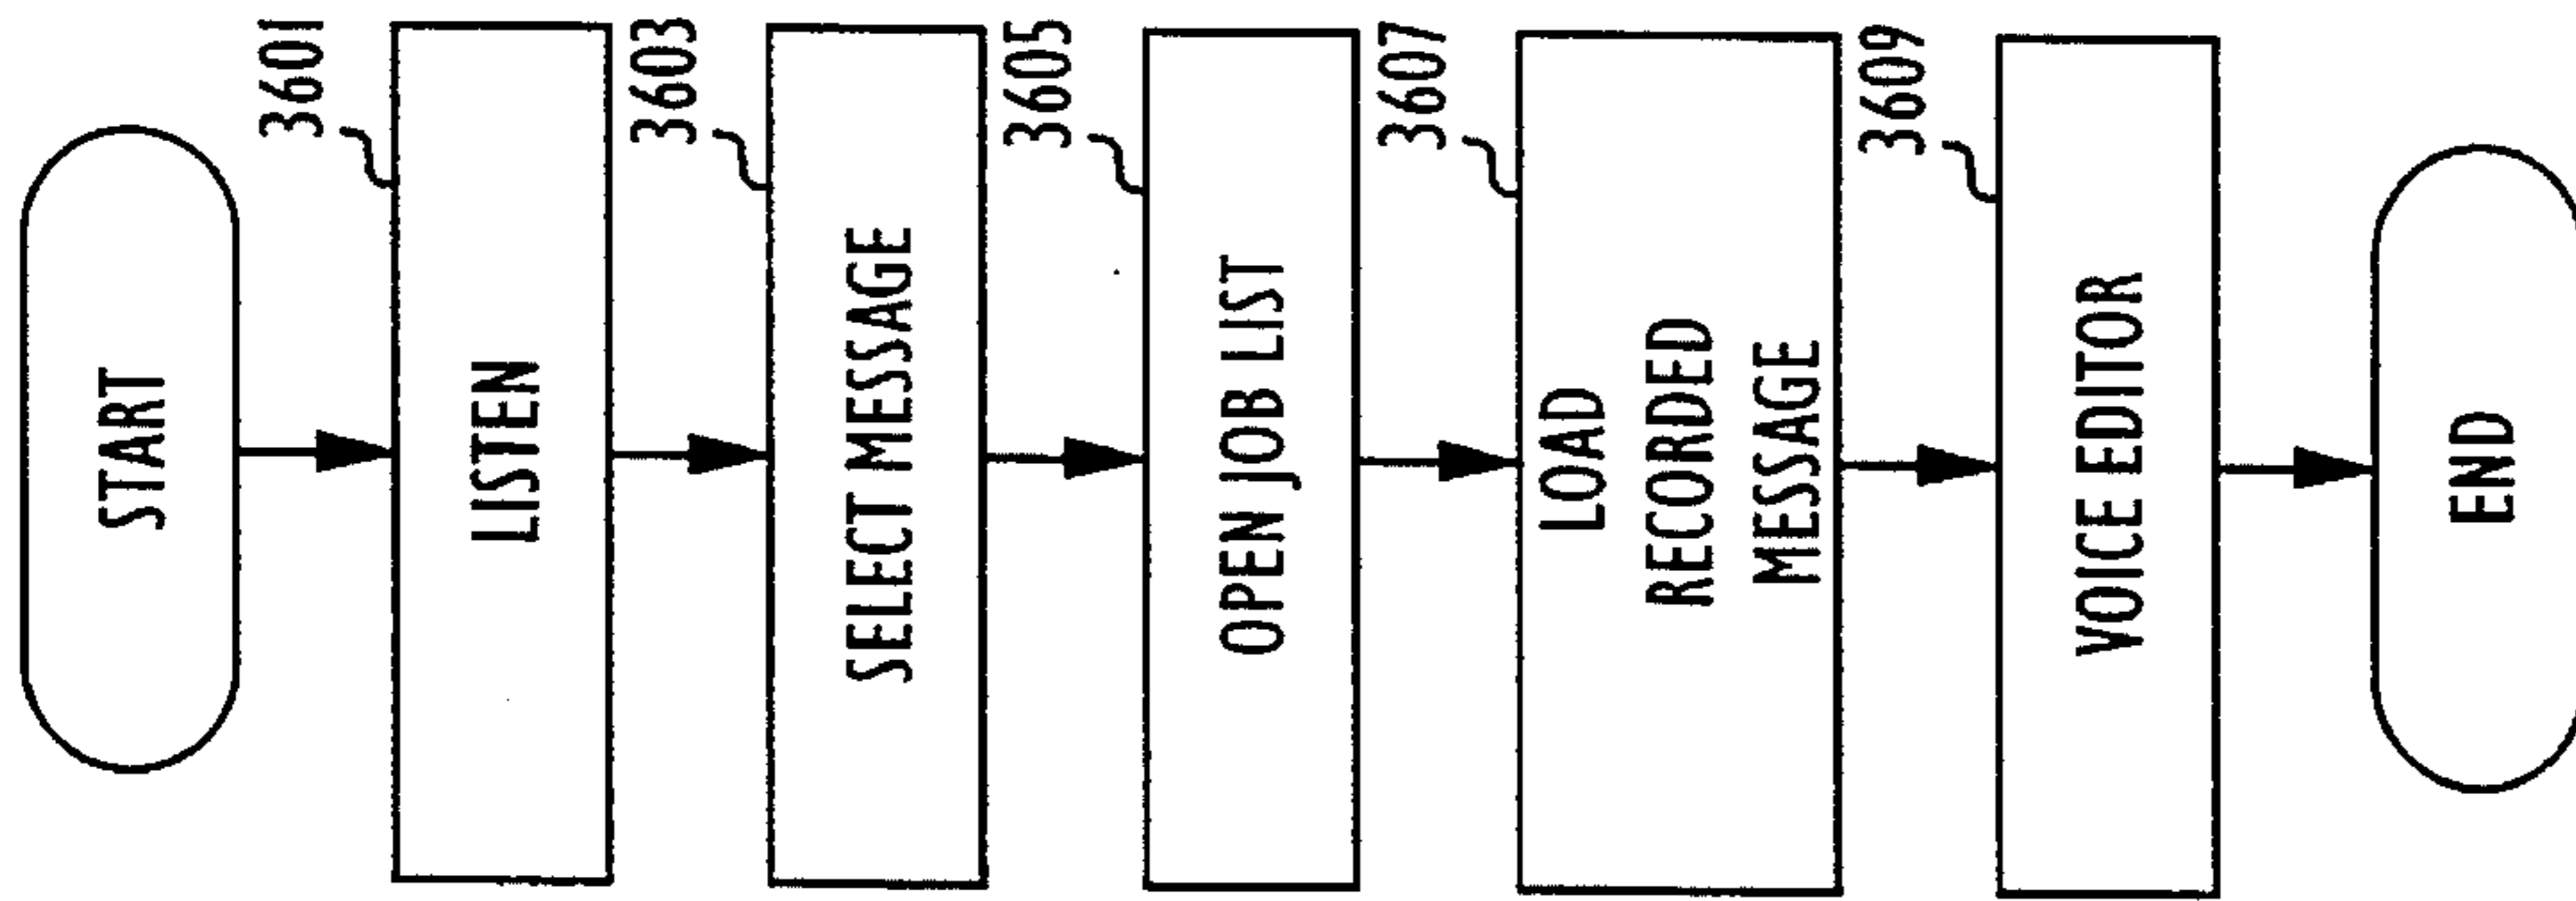 START
3601
LISTEN
3603
SELECT MESSAGE
3605
OPEN JOB LIST
3607
LOAD
RECORDED
MESSAGE
3609
VOICE EDITOR
END